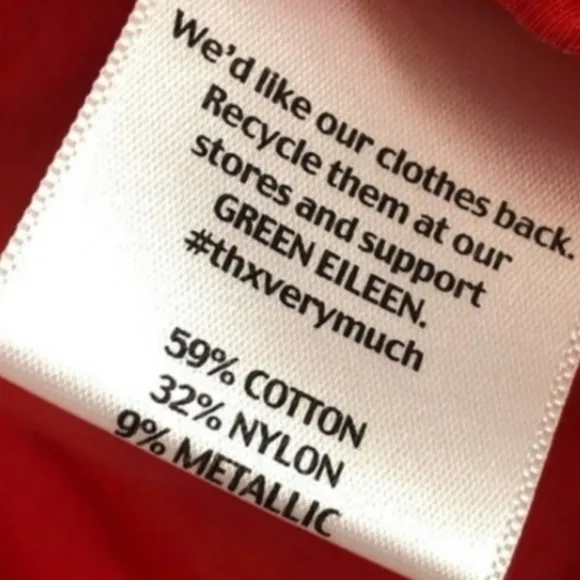 We'd like our clothes back.
Recycle them at our
stores and support
GREEN EILEEN.
#thxverymuch
59% COTTON
32% NYLON
9% METALLIC